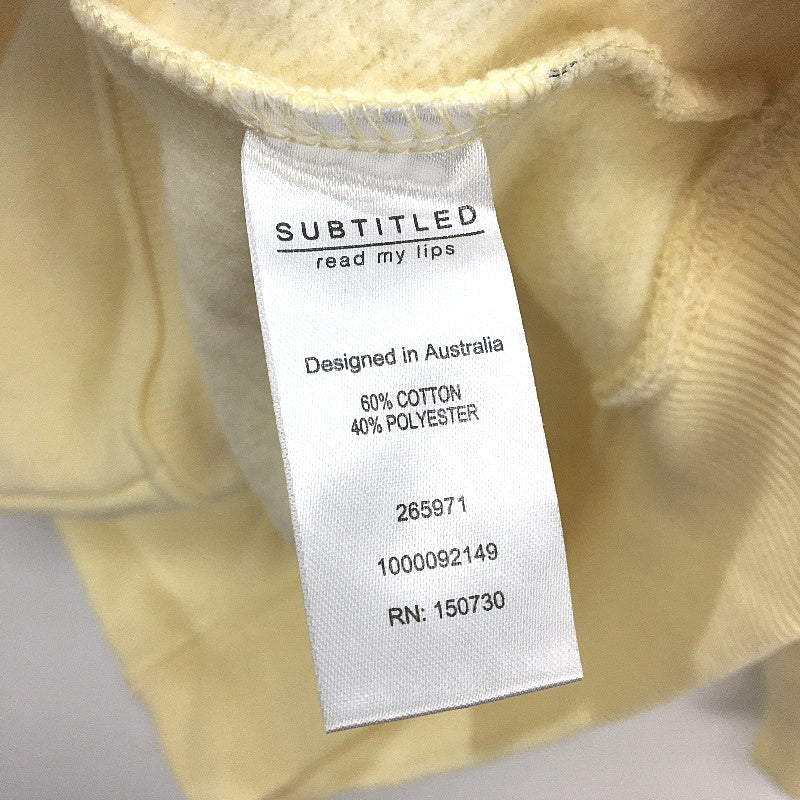 SUBTITLED
read my lips
Designed in Australia
60% COTTON
40% POLYESTER
265971
1000092149
RN: 150730